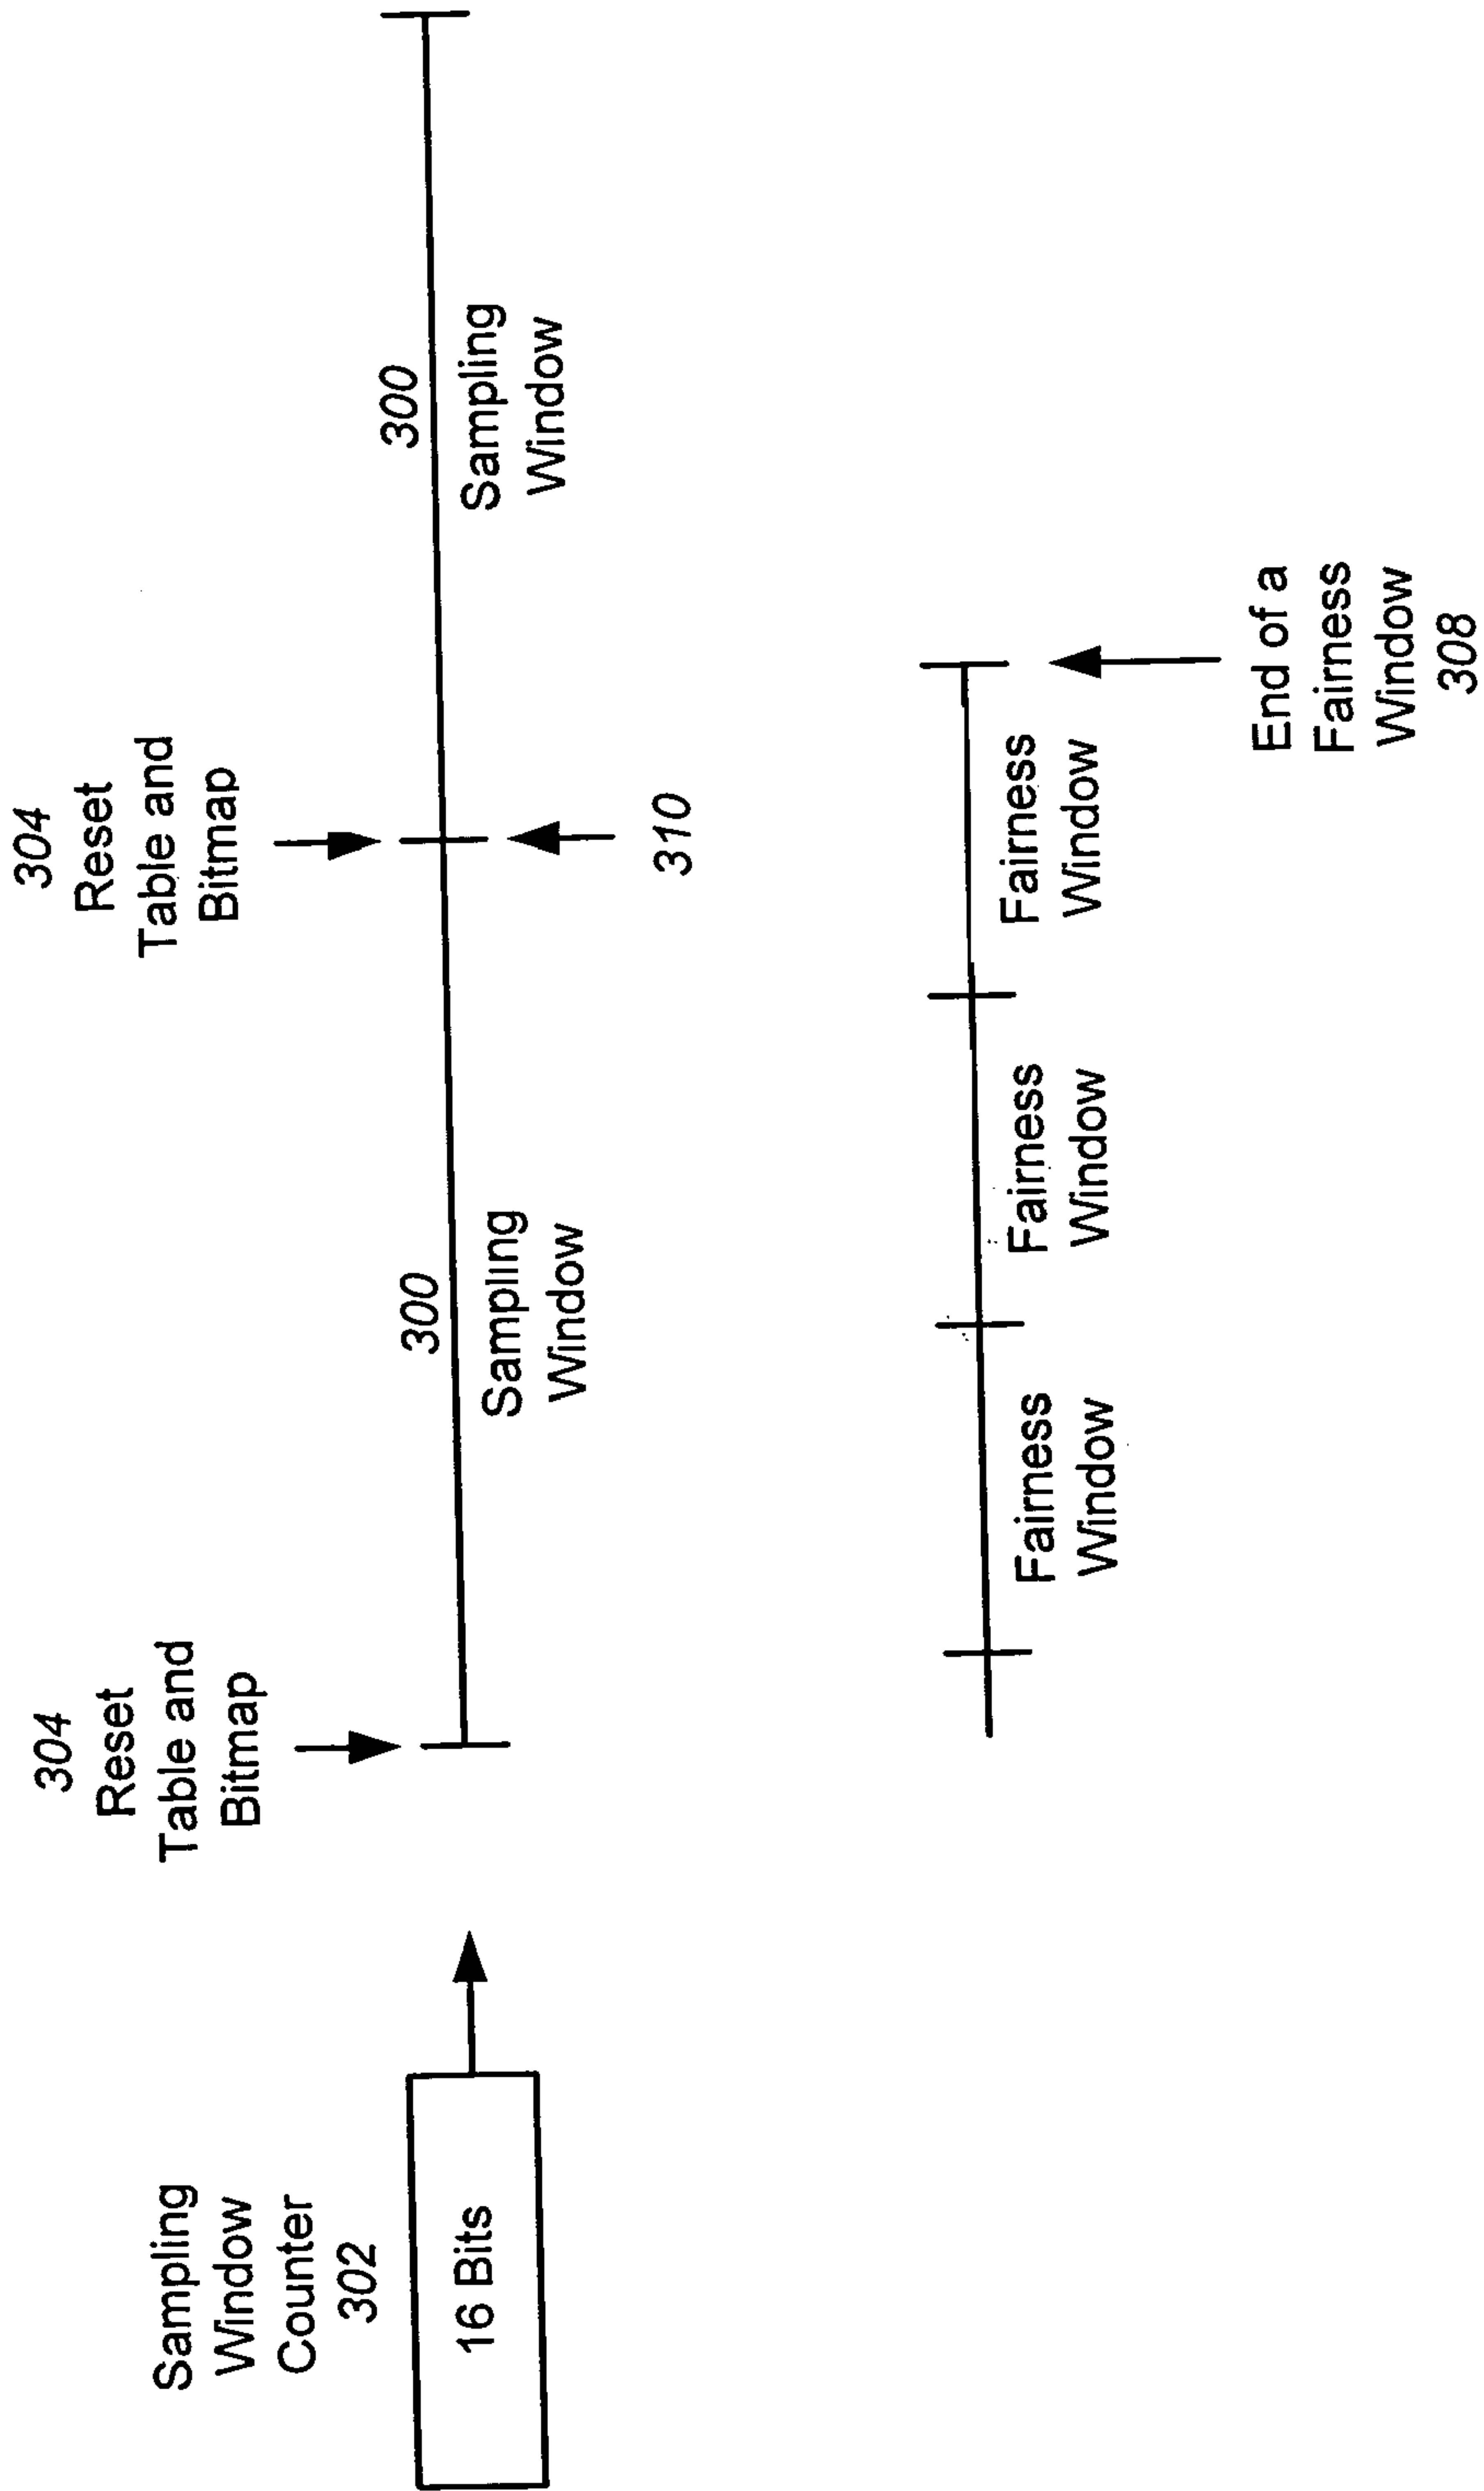 Sampling
Window
Counter
302
16 Bits
304
Reset
Table and
Bitmap
304
Reset
Table and
Bitmap
300
Sampling
Window
310
300
Sampling
Window
Fairness
Window
Fairness
Window
Fairness
Window
End of a
Fairness
Window
308